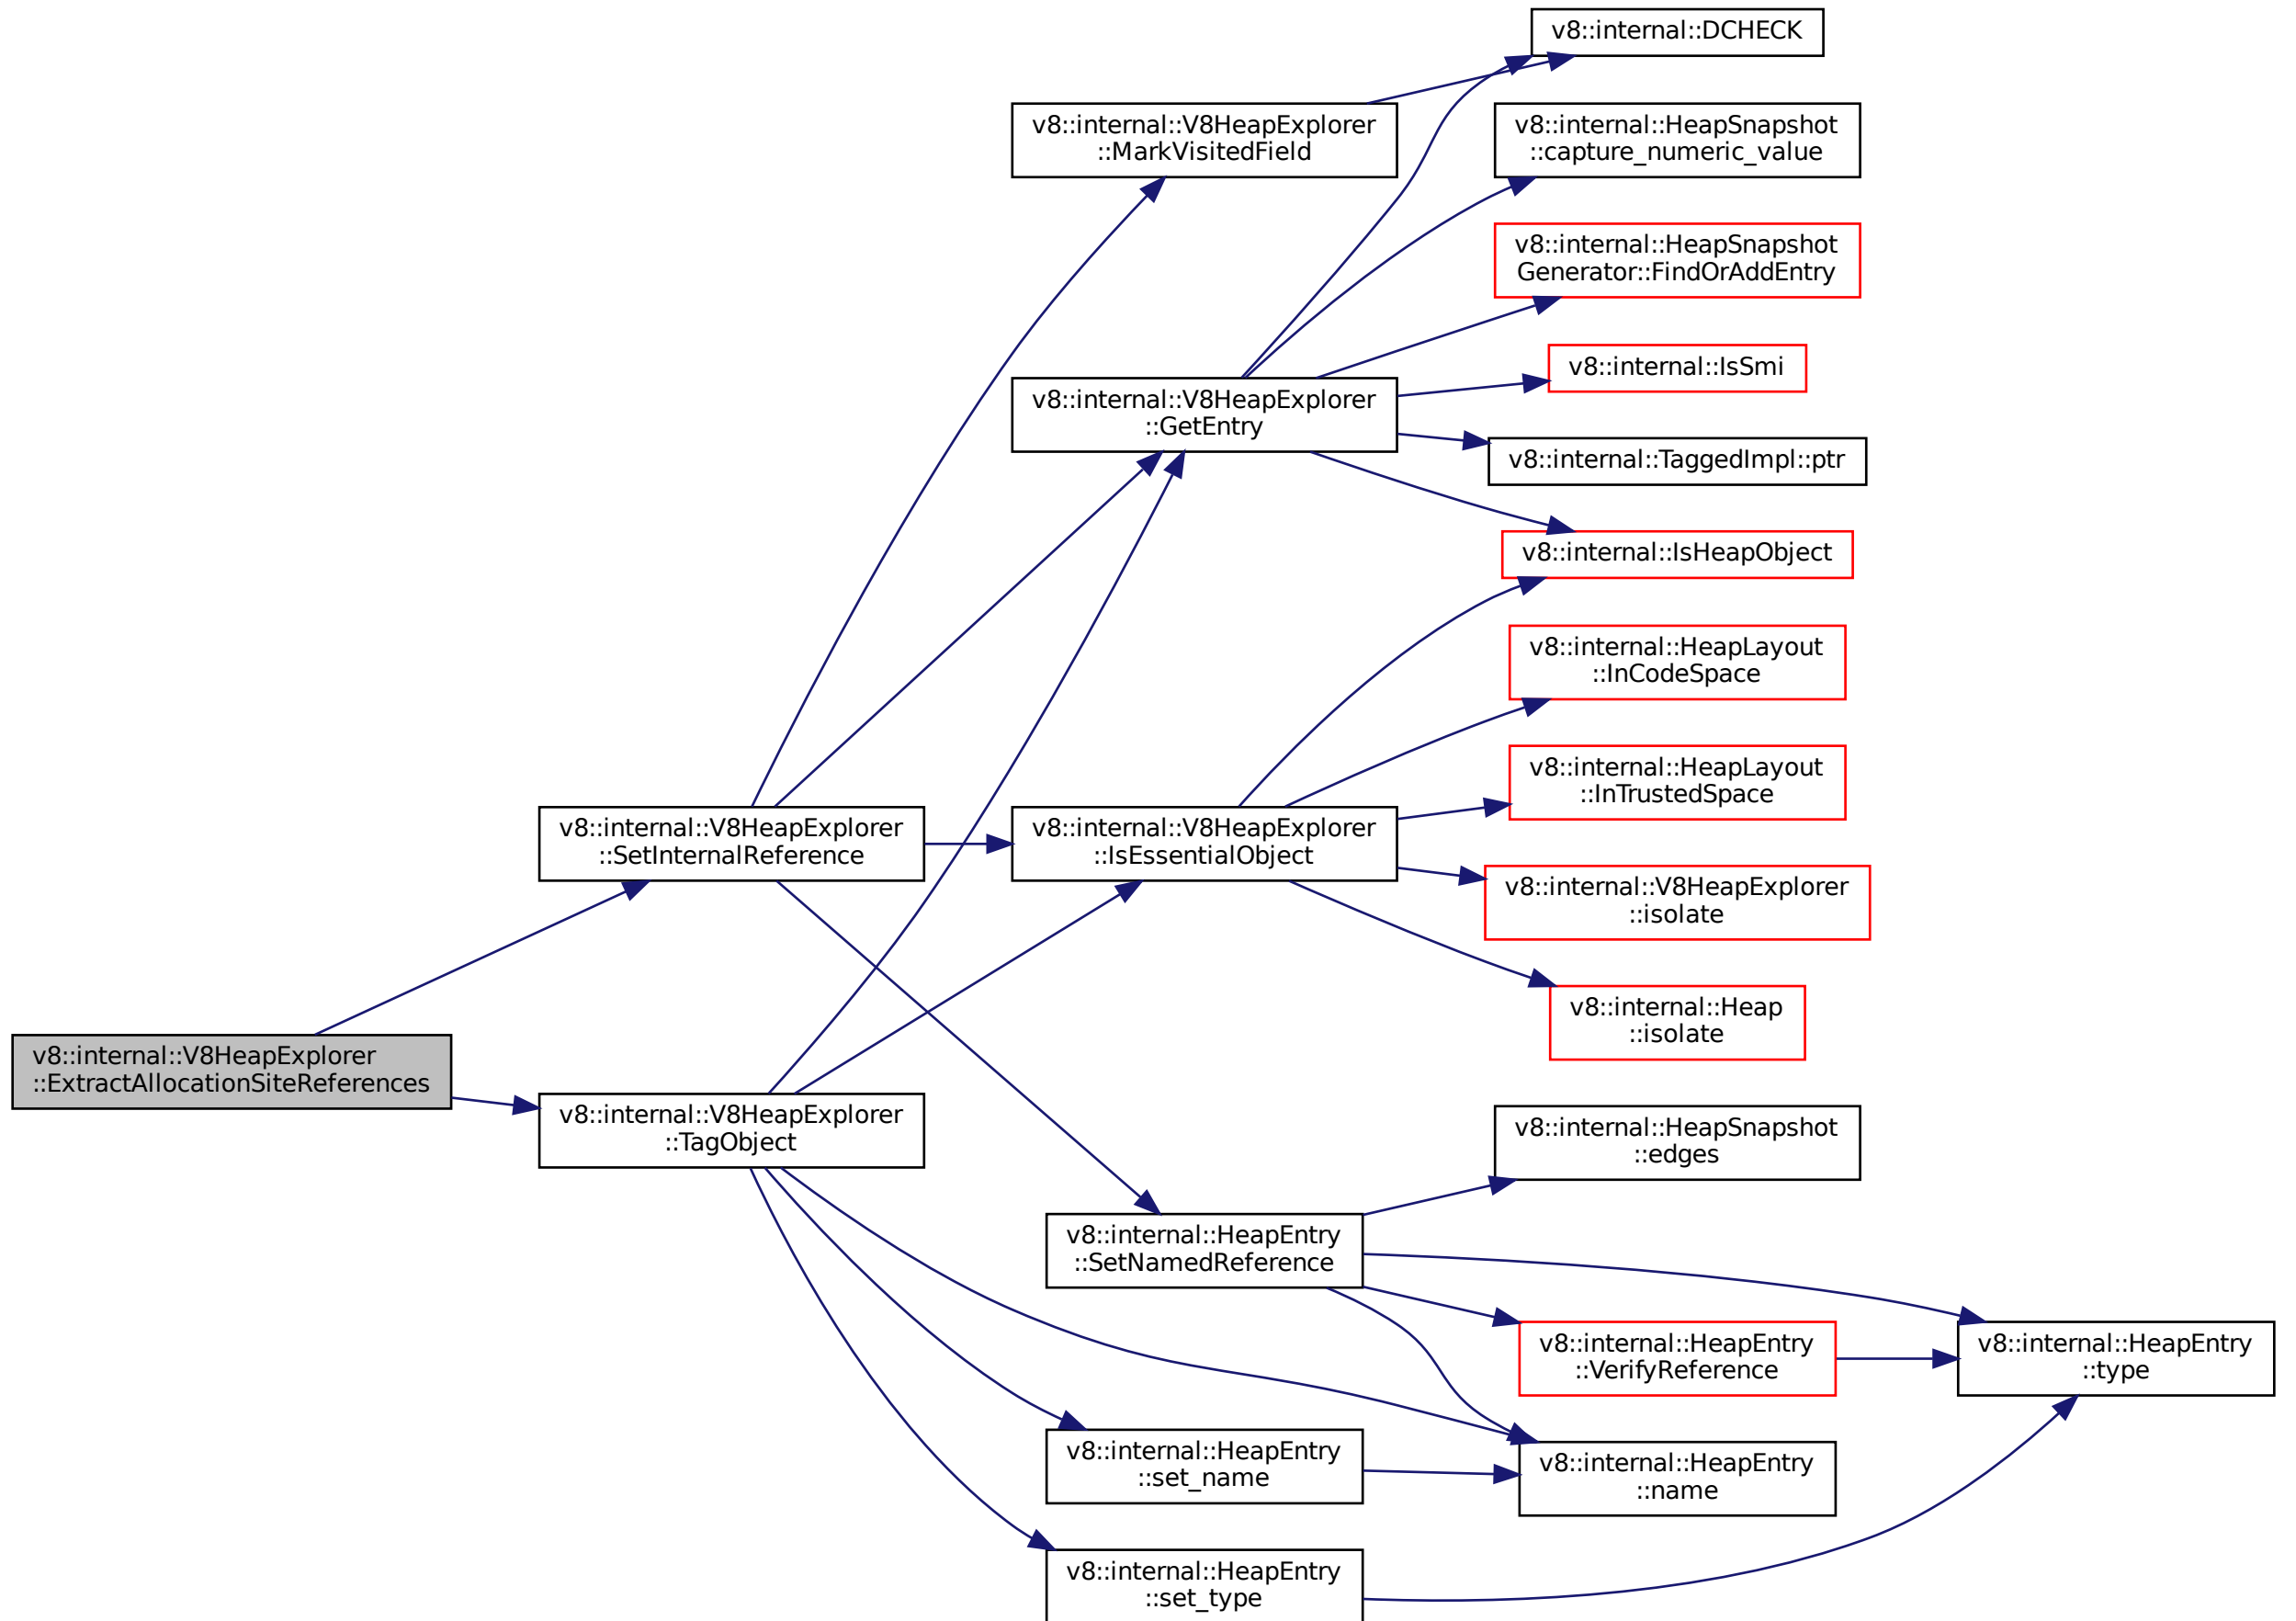 v8::internal::DCHECK
v8::internal::V8HeapExplorer
::MarkVisitedField
v8::internal::HeapSnapshot
::capture_numeric_value
v8::internal::HeapSnapshot
Generator::FindOrAddEntry
v8::internal::IsSmi
v8::internal::V8HeapExplorer
::GetEntry
v8::internal::TaggedImpl::ptr
v8::internal::IsHeapObject
v8::internal::HeapLayout
::InCodeSpace
v8::internal::HeapLayout
::InTrustedSpace
v8::internal::V8HeapExplorer
::SetInternalReference
v8::internal::V8HeapExplorer
::IsEssentialObject
v8::internal::V8HeapExplorer
::isolate
v8::internal::Heap
::isolate
v8::internal::V8HeapExplorer
::ExtractAllocationSiteReferences
v8::internal::V8HeapExplorer
::TagObject
v8::internal::HeapSnapshot
::edges
v8::internal::HeapEntry
::SetNamedReference
v8::internal::HeapEntry
::VerifyReference
v8::internal::HeapEntry
::type
v8::internal::HeapEntry
::set_name
v8::internal::HeapEntry
::name
v8::internal::HeapEntry
::set_type